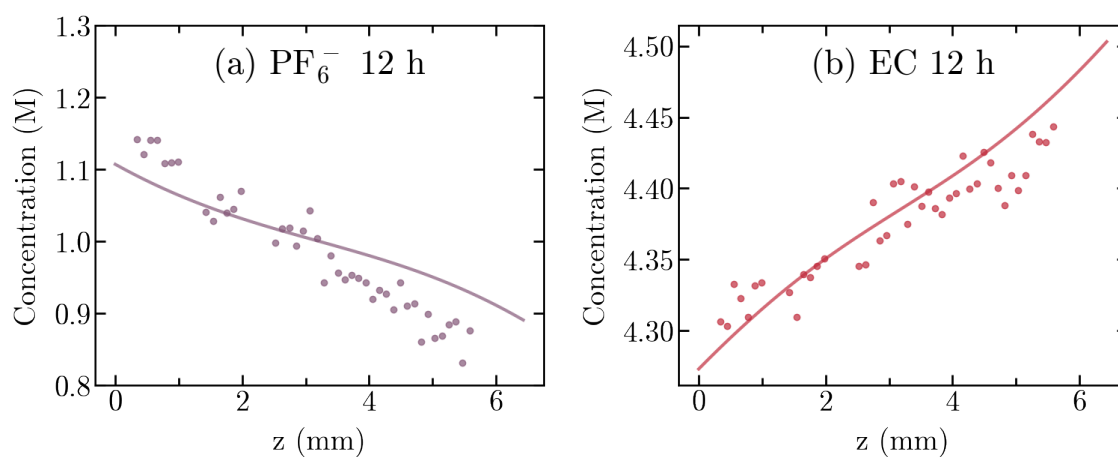 (a) PF₆⁻ 12 h
Concentration (M)
1.3
1.2
1.1
1.0
0.9
0.8
0 2 4 6
z (mm)
(b) EC 12 h
Concentration (M)
4.50
4.45
4.40
4.35
4.30
0 2 4 6
z (mm)